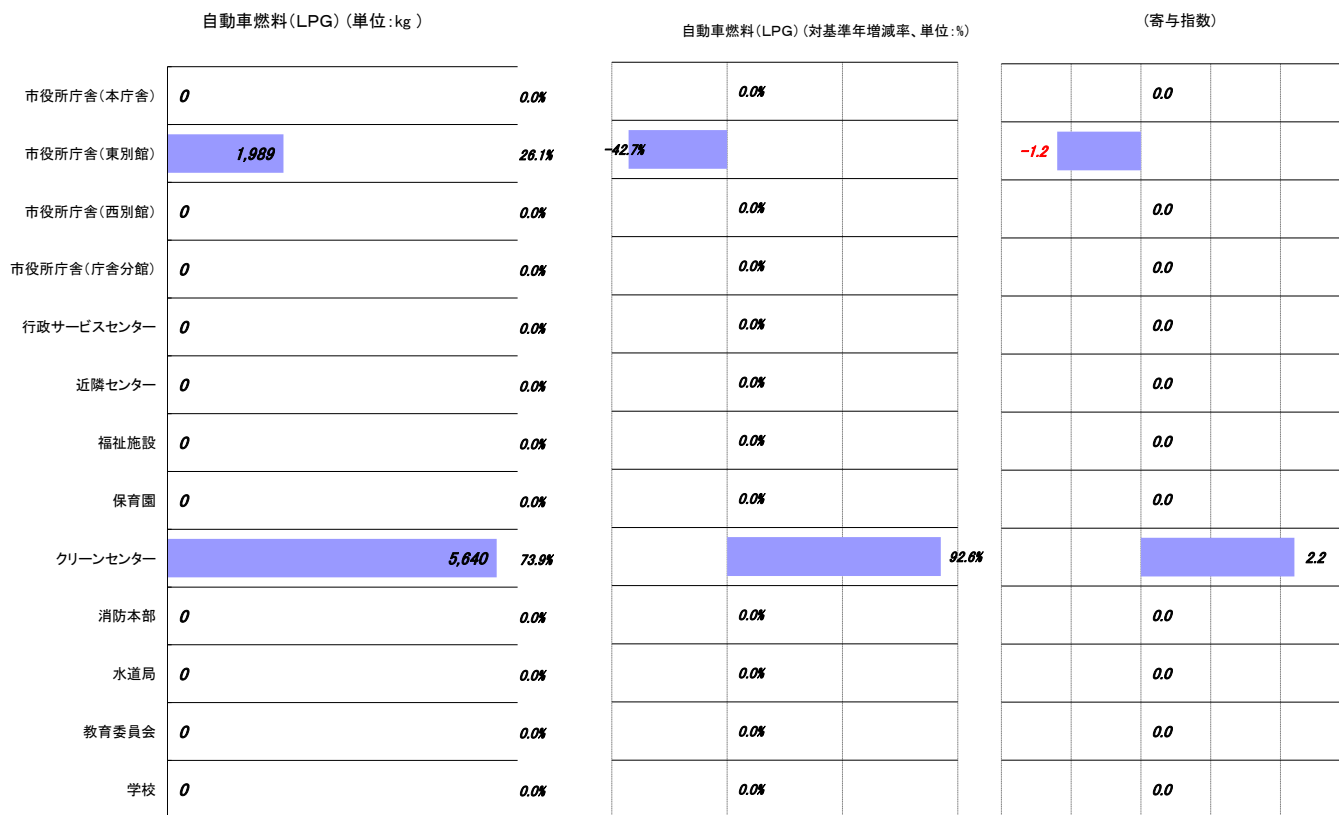 自動車燃料(LPG) (単位:kg )
自動車燃料(LPG) (対基準年増減率、単位:%)
(寄与指数)
市役所庁舎(本庁舎) 0 0.0% 0.0% 0.0
市役所庁舎(東別館) 1,989 26.1% -42.7% -1.2
市役所庁舎(西別館) 0 0.0% 0.0% 0.0
市役所庁舎(庁舎分館) 0 0.0% 0.0% 0.0
行政サービスセンター 0 0.0% 0.0% 0.0
近隣センター 0 0.0% 0.0% 0.0
福祉施設 0 0.0% 0.0% 0.0
保育園 0 0.0% 0.0% 0.0
クリーンセンター 5,640 73.9% 92.6% 2.2
消防本部 0 0.0% 0.0% 0.0
水道局 0 0.0% 0.0% 0.0
教育委員会 0 0.0% 0.0% 0.0
学校 0 0.0% 0.0% 0.0